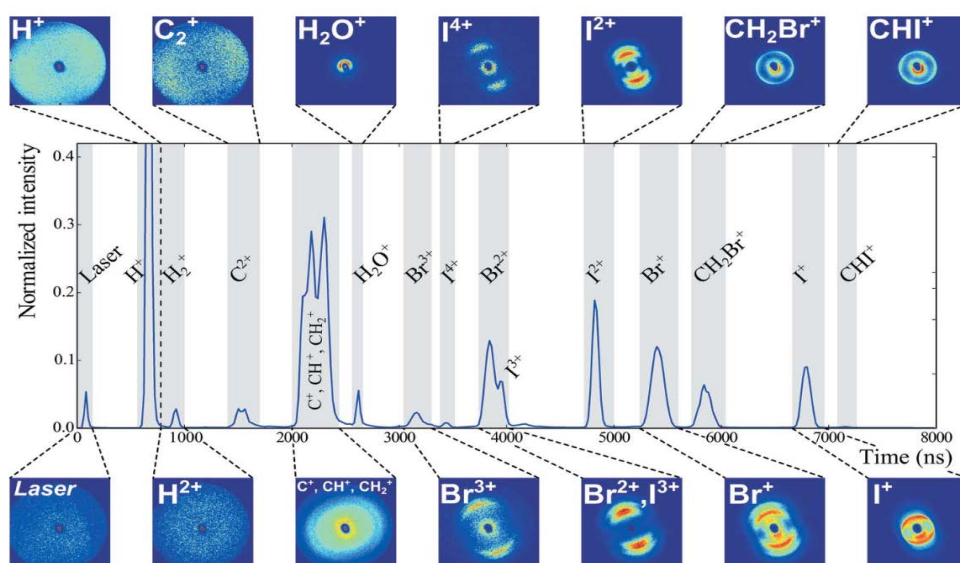 H⁺ C₂⁺ H₂O⁺ I⁴⁺ I²⁺ CH₂Br⁺ CHI⁺
Normalized intensity
0.4
0.3
0.2
0.1
0.0
Laser
H⁺
H₂⁺
C²⁺
C⁺, CH⁺, CH₂⁺
H₂O⁺
Br³⁺
I⁴⁺
Br²⁺
I³⁺
I²⁺
Br⁺
CH₂Br⁺
I⁺
CHI⁺
0 1000 2000 3000 4000 5000 6000 7000 8000
Time (ns)
Laser H²⁺ C⁺, CH⁺, CH₂⁺ Br³⁺ Br²⁺,I³⁺ Br⁺ I⁺